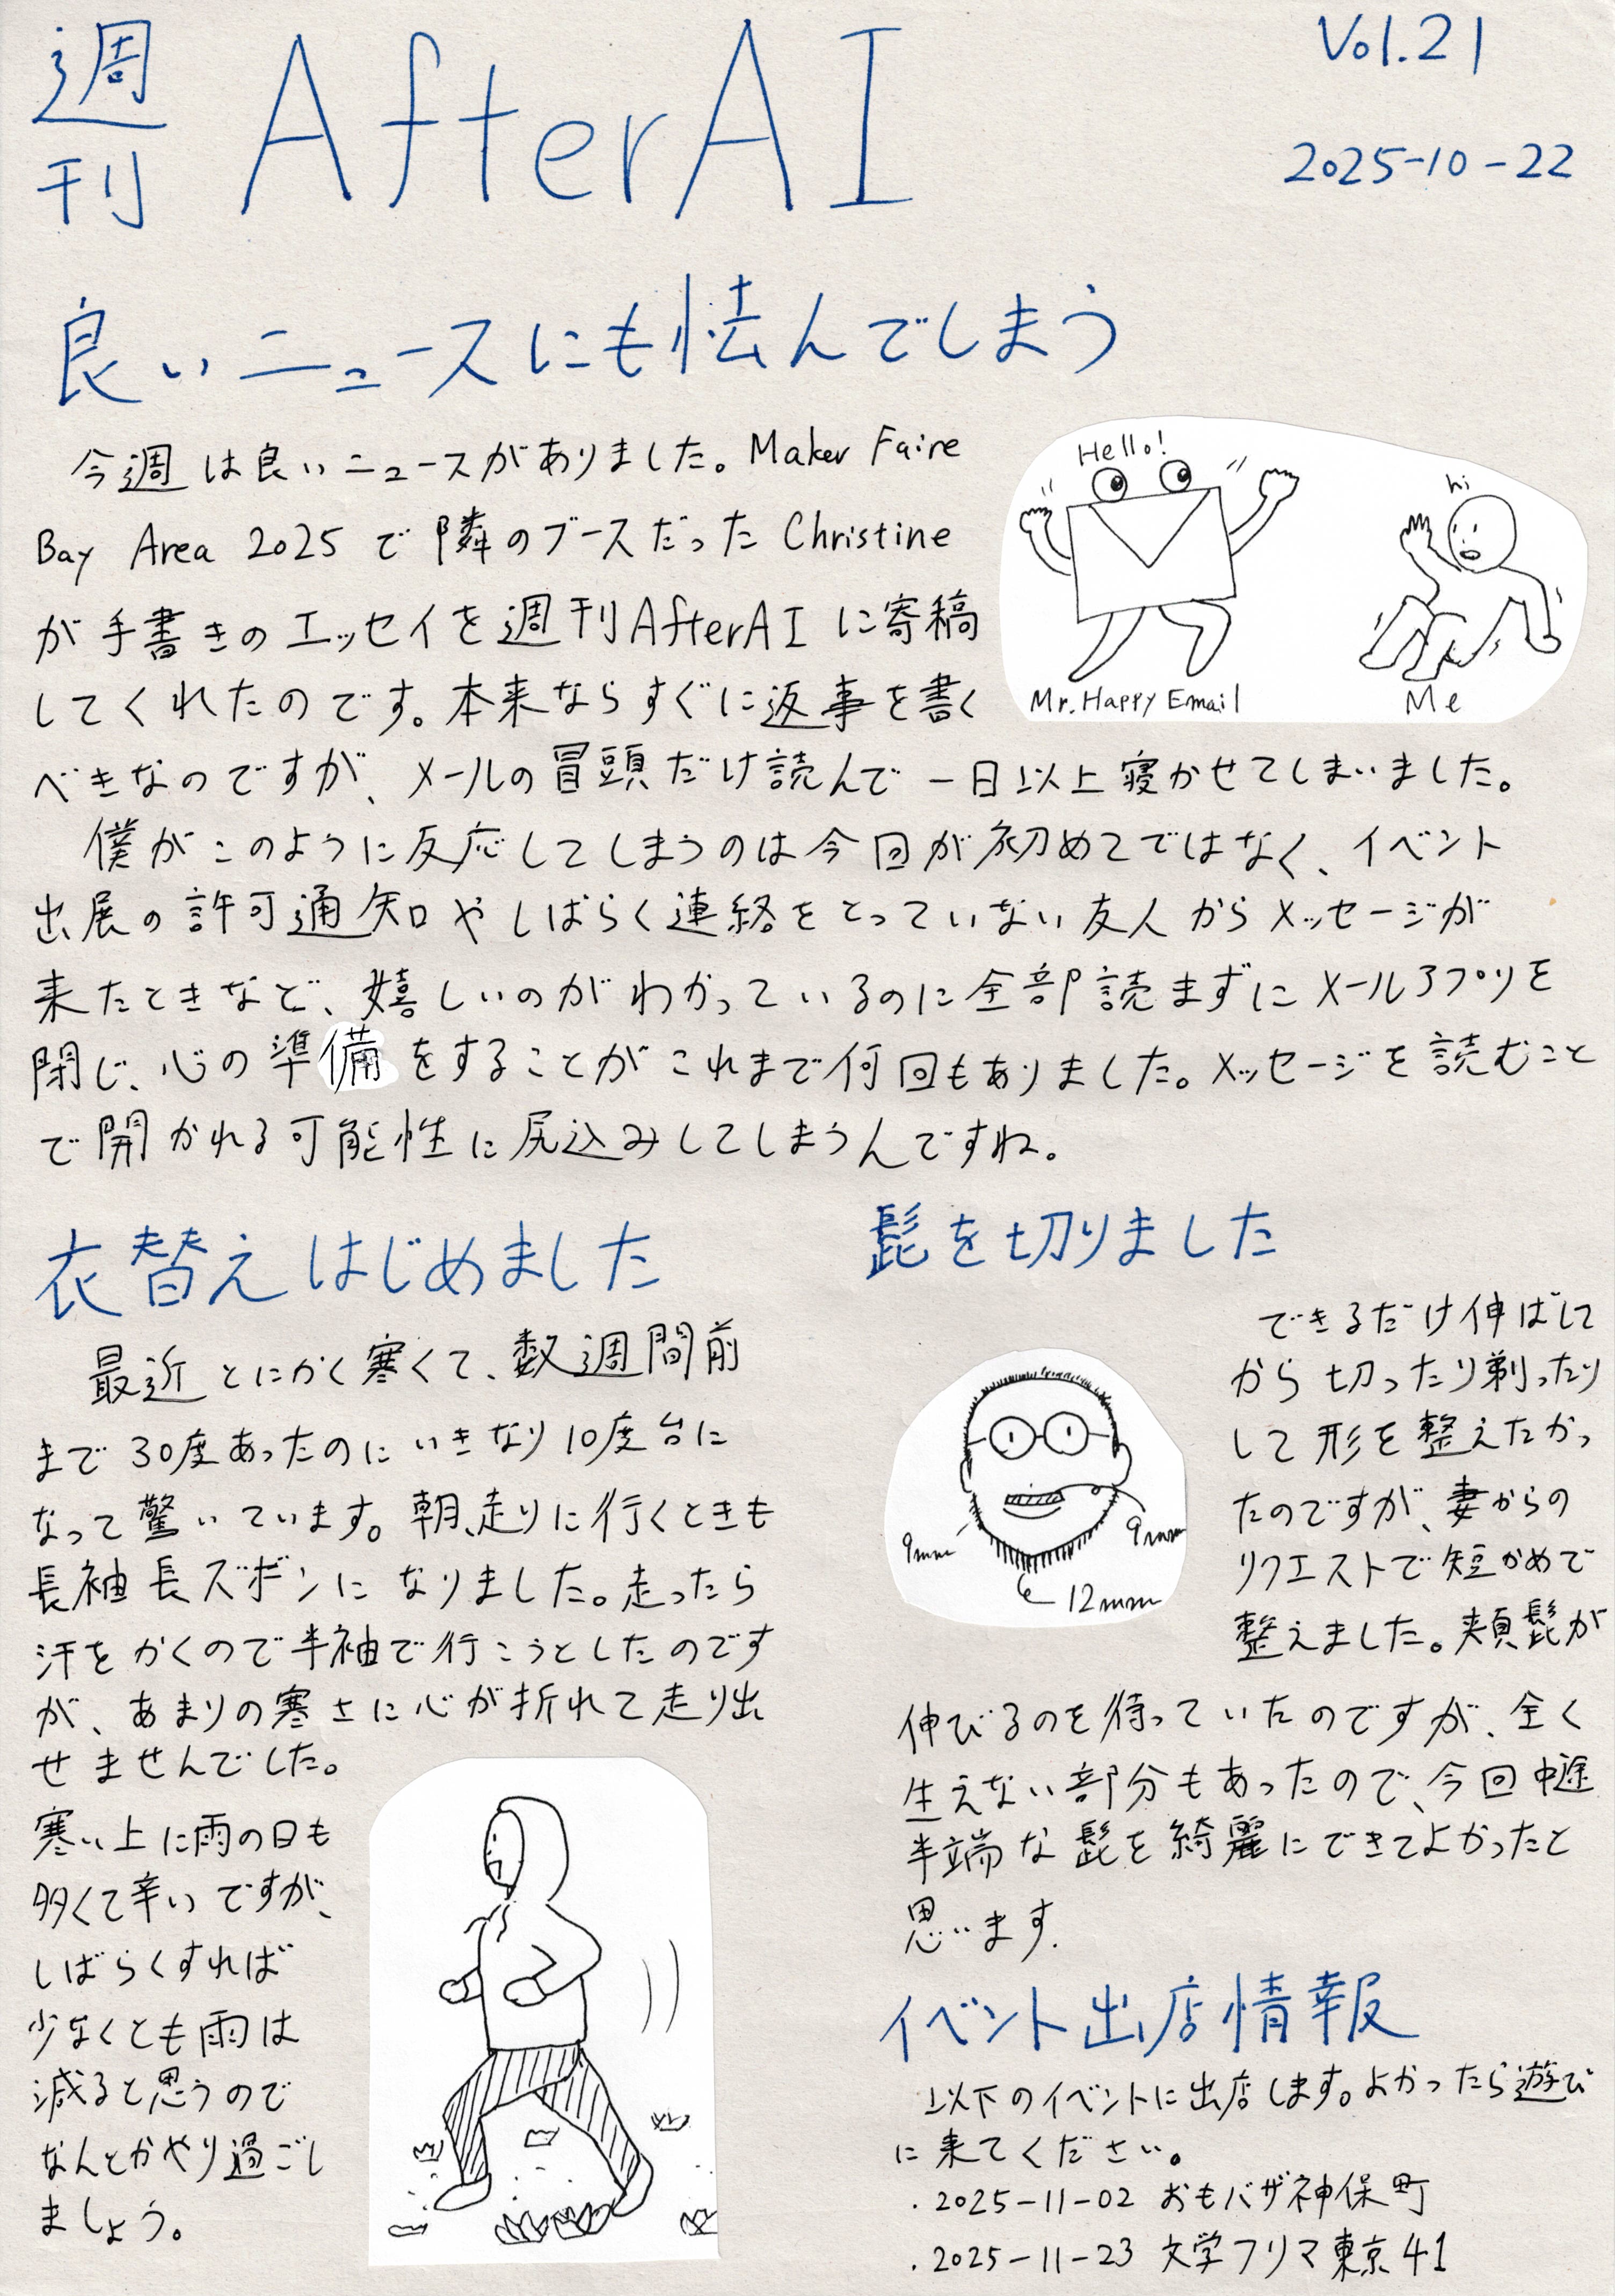 週刊 AfterAI
Vol.21
2025-10-22
良いニュースにも怯んでしまう
今週は良いニュースがありました。Maker Faire
Bay Area 2025 で隣のブースだった Christine
が手書きのエッセイを週刊AfterAI に寄稿
してくれたのです。本来ならすぐに返事を書く
べきなのですが、メールの冒頭だけ読んで一日以上寝かせてしまいました。
僕がこのように反応してしまうのは今回が初めてではなく、イベント
出展の許可通知やしばらく連絡をとっていない友人からメッセージが
来たときなど、嬉しいのがわかっているのに全部読まずにメールアプリを
閉じ、心の準備をすることがこれまで何回もありました。メッセージを読むこと
で開かれる可能性に尻込みしてしまうんですね。
Hello!
hi
Mr.Happy Email
Me
衣替えはじめました
最近とにかく寒くて、数週間前
まで30度あったのにいきなり10度台に
なって驚いています。朝、走りに行くときも
長袖長ズボンになりました。走ったら
汗をかくので半袖で行こうとしたのです
が、あまりの寒さに心が折れて走り出
せませんでした。
寒い上に雨の日も
多くて辛いですが、
しばらくすれば
少なくとも雨は
減ると思うので
なんとかやり過ごし
ましょう。
髭を切りました
できるだけ伸ばして
から切ったり剃ったり
して形を整えたかっ
たのですが、妻からの
リクエストで短かめで
整えました。頬髭が
伸びるのを待っていたのですが、全く
生えない部分もあったので、今回中途
半端な髭を綺麗にできてよかったと
思います.
9mm
9mm
12mm
イベント出店情報
以下のイベントに出店します。よかったら遊び
に来てください。
. 2025-11-02 おもバザ神保町
. 2025-11-23 文学フリマ東京41